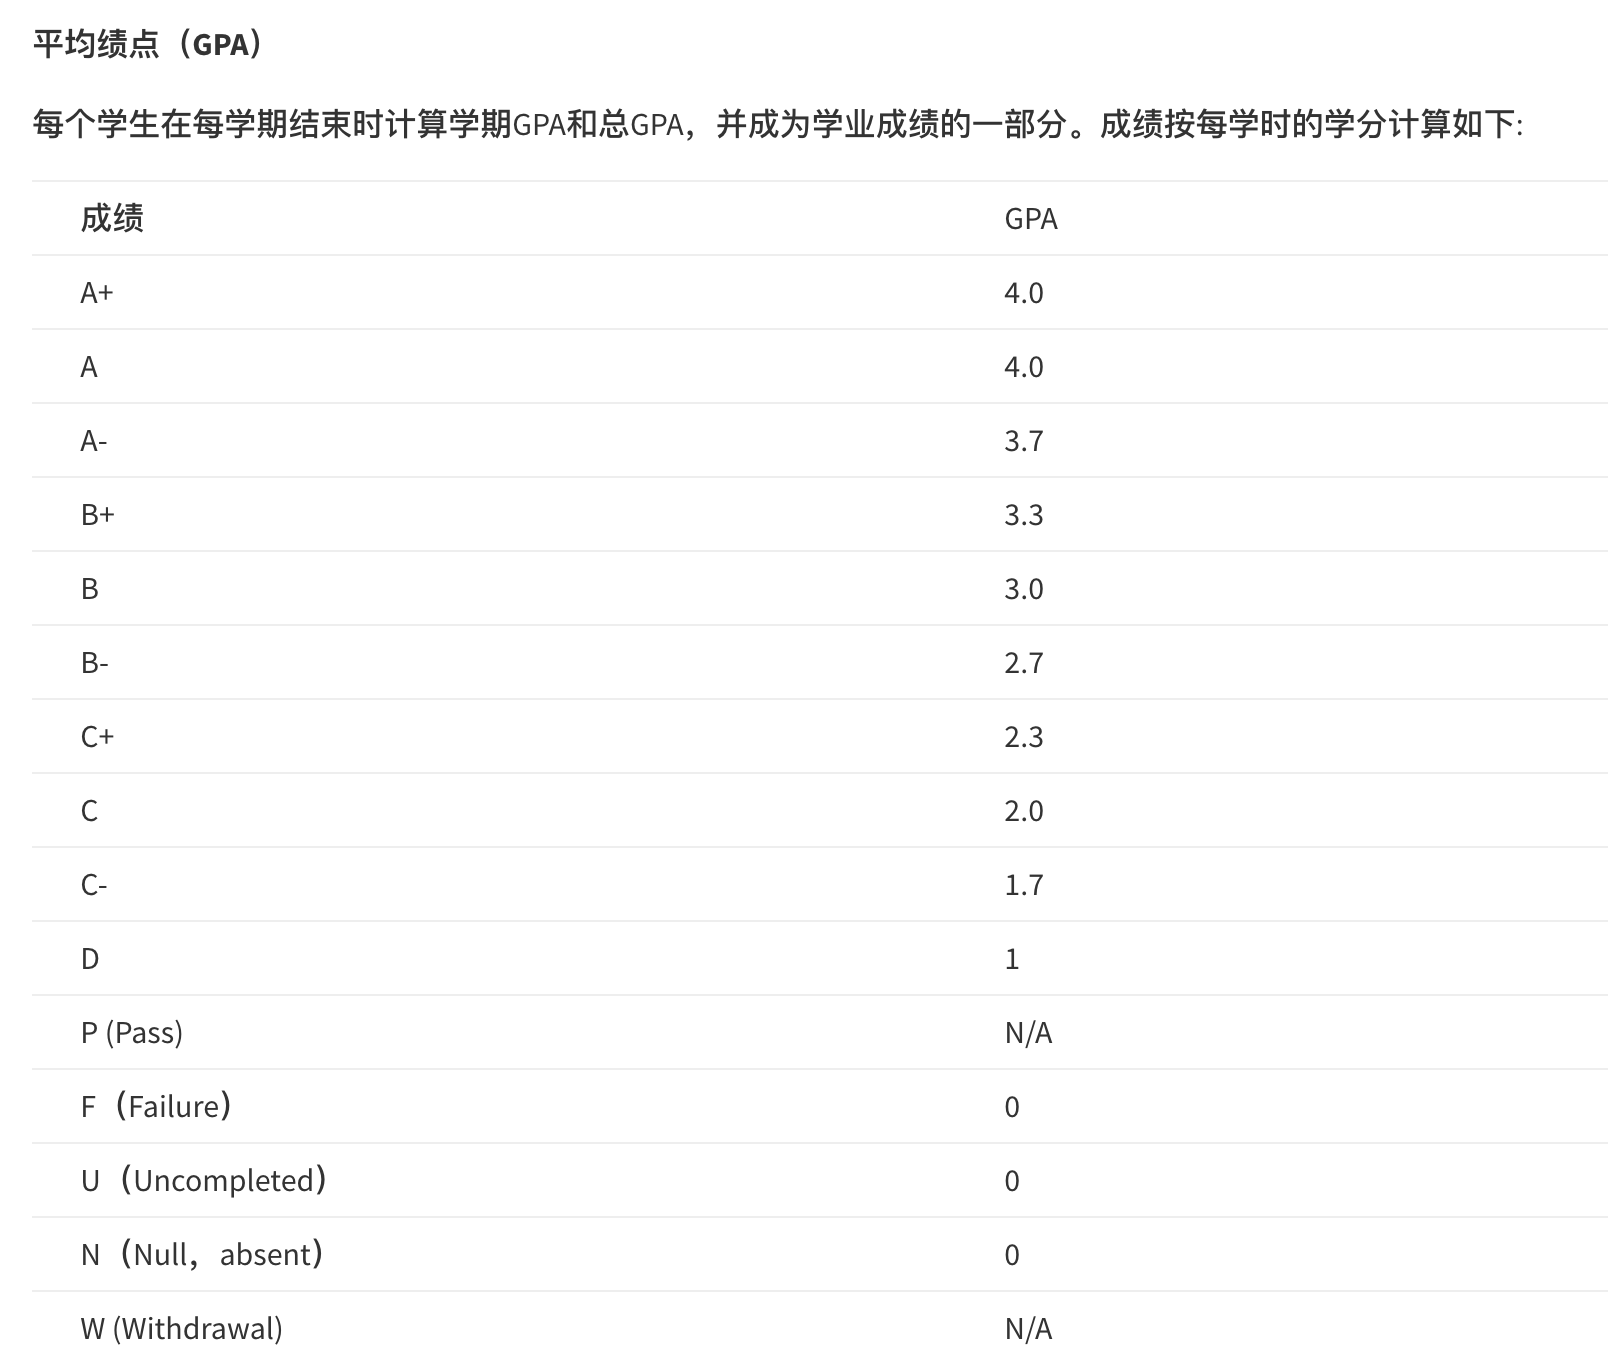 平均绩点（GPA）
每个学生在每学期结束时计算学期GPA和总GPA，并成为学业成绩的一部分。成绩按每学时的学分计算如下:
成绩 GPA
A+ 4.0
A 4.0
A- 3.7
B+ 3.3
B 3.0
B- 2.7
C+ 2.3
C 2.0
C- 1.7
D 1
P (Pass) N/A
F（Failure） 0
U（Uncompleted） 0
N（Null，absent） 0
W (Withdrawal) N/A